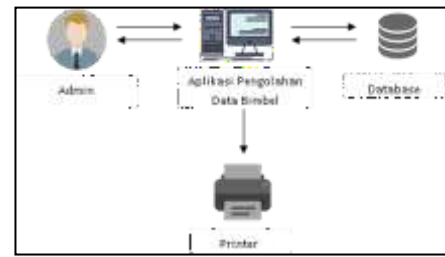 Admin
Aplikasi Pengolahan
Data Bimbel
Database
Printer